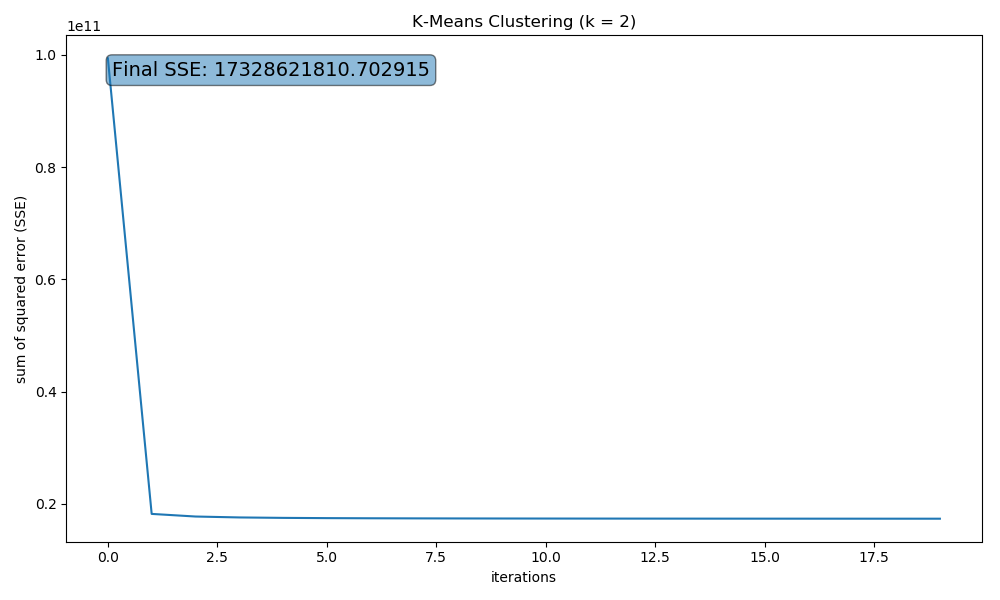 K-Means Clustering (k = 2)
1e11
Final SSE: 17328621810.702915
1.0
0.8
0.6
0.4
0.2
sum of squared error (SSE)
0.0 2.5 5.0 7.5 10.0 12.5 15.0 17.5
iterations